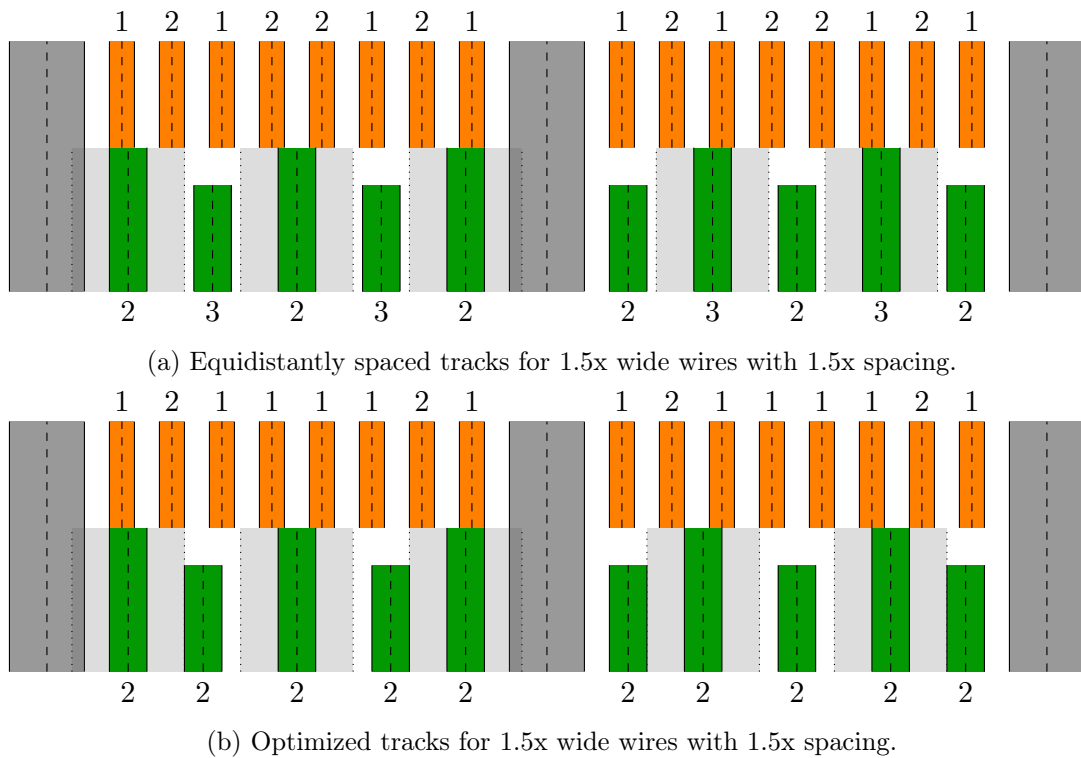 1 2 1 2 2 1 2 1 1 2 1 2 2 1 2 1
2 3 2 3 2 2 3 2 3 2
(a) Equidistantly spaced tracks for 1.5x wide wires with 1.5x spacing.
1 2 1 1 1 1 2 1 1 2 1 1 1 1 2 1
2 2 2 2 2 2 2 2 2 2
(b) Optimized tracks for 1.5x wide wires with 1.5x spacing.